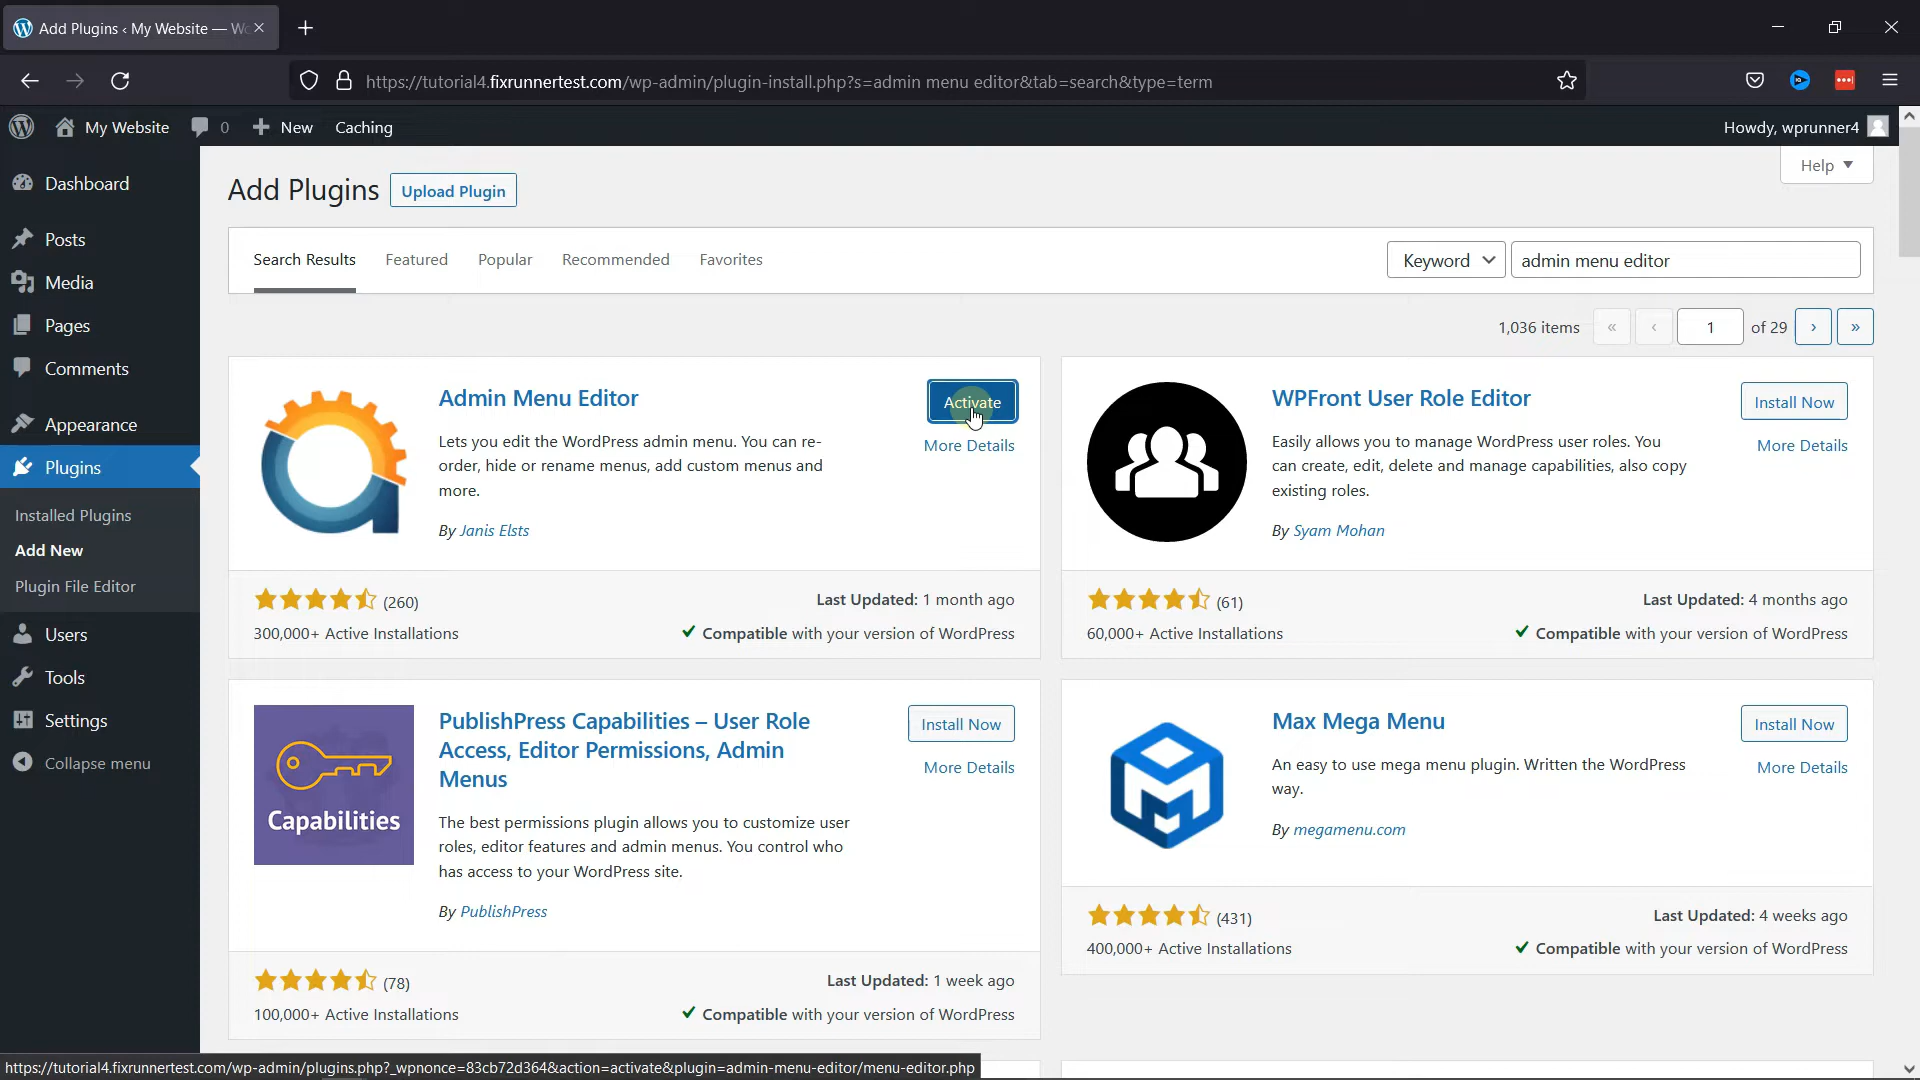 Add Plugins ‹ My Website — Wo
https://tutorial4.fixrunnertest.com/wp-admin/plugin-install.php?s=admin menu editor&tab=search&type=term
My Website 0 New Caching Howdy, wprunner4
Help
Dashboard
Posts
Media
Pages
Comments
Appearance
Plugins
Installed Plugins
Add New
Plugin File Editor
Users
Tools
Settings
Collapse menu
Add Plugins Upload Plugin
Search Results Featured Popular Recommended Favorites Keyword admin menu editor
1,036 items « ‹ 1 of 29 › »
Admin Menu Editor
Activate
More Details
Lets you edit the WordPress admin menu. You can re-
order, hide or rename menus, add custom menus and
more.
By Janis Elsts
(260)
Last Updated: 1 month ago
300,000+ Active Installations
Compatible with your version of WordPress
WPFront User Role Editor
Install Now
More Details
Easily allows you to manage WordPress user roles. You
can create, edit, delete and manage capabilities, also copy
existing roles.
By Syam Mohan
(61)
Last Updated: 4 months ago
60,000+ Active Installations
Compatible with your version of WordPress
Capabilities
PublishPress Capabilities – User Role
Access, Editor Permissions, Admin
Menus
Install Now
More Details
The best permissions plugin allows you to customize user
roles, editor features and admin menus. You control who
has access to your WordPress site.
By PublishPress
(78)
Last Updated: 1 week ago
100,000+ Active Installations
Compatible with your version of WordPress
Max Mega Menu
Install Now
More Details
An easy to use mega menu plugin. Written the WordPress
way.
By megamenu.com
(431)
Last Updated: 4 weeks ago
400,000+ Active Installations
Compatible with your version of WordPress
https://tutorial4.fixrunnertest.com/wp-admin/plugins.php?_wpnonce=83cb72d364&action=activate&plugin=admin-menu-editor/menu-editor.php